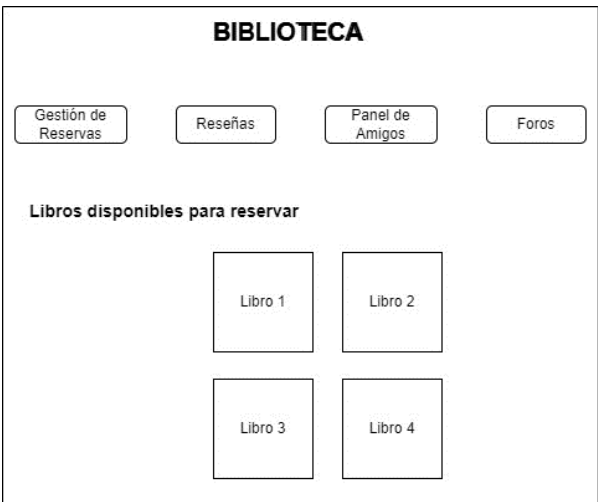 BIBLIOTECA
Gestión de
Reservas
Reseñas
Panel de
Amigos
Foros
Libros disponibles para reservar
Libro 1
Libro 2
Libro 3
Libro 4